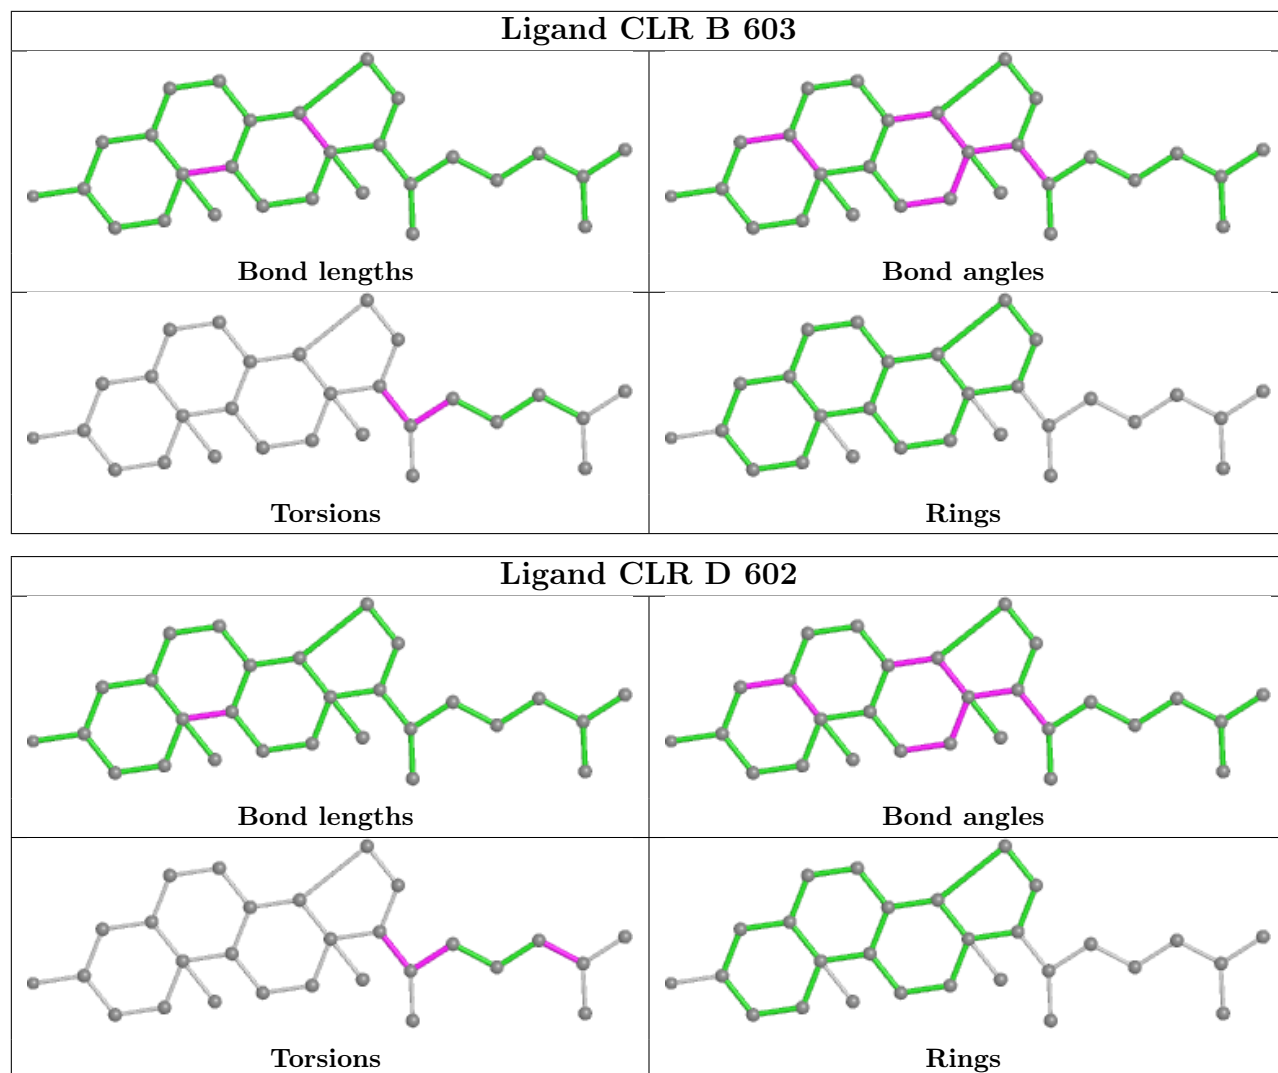 Ligand CLR B 603
Bond lengths
Bond angles
Torsions
Rings
Ligand CLR D 602
Bond lengths
Bond angles
Torsions
Rings